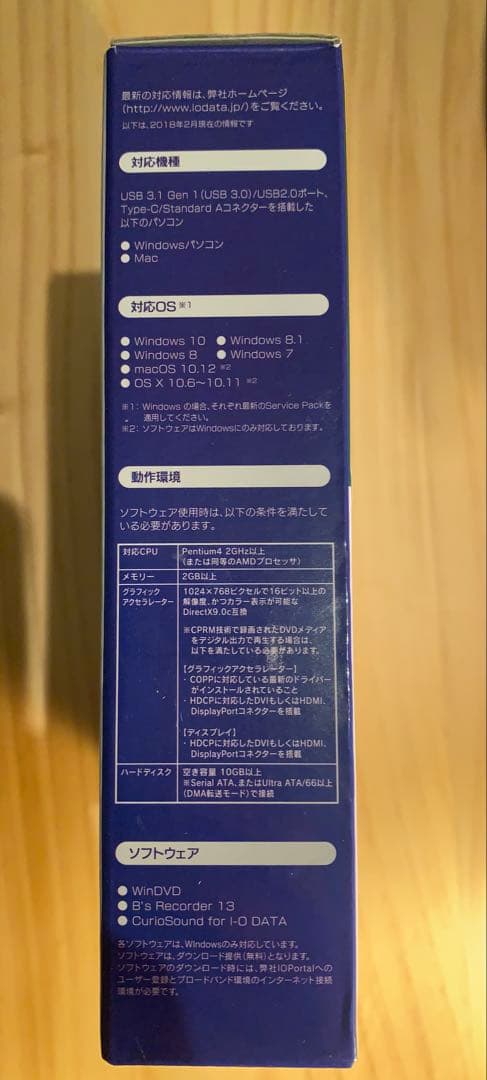 最新の対応情報は、弊社ホームページ
(http://www.iodata.jp/)をご覧ください。
以下は、2018年2月現在の情報です
対応機種
USB 3.1 Gen 1(USB 3.0)/USB2.0ポート、
Type-C/Standard Aコネクターを搭載した
以下のパソコン
● Windowsパソコン
● Mac
対応OS ※1
● Windows 10 ● Windows 8.1
● Windows 8 ● Windows 7
● macOS 10.12 ※2
● OS X 10.6～10.11 ※2
※1: Windows の場合、それぞれ最新のService Packを
適用してください。
※2: ソフトウェアはWindowsにのみ対応しております。
動作環境
ソフトウェア使用時は、以下の条件を満たして
いる必要があります。
対応CPU Pentium4 2GHz以上
(または同等のAMDプロセッサ)
メモリー 2GB以上
グラフィック
アクセラレーター
1024×768ピクセルで16ビット以上の
解像度、かつカラー表示が可能な
DirectX9.0c互換
※CPRM技術で録画されたDVDメディア
をデジタル出力で再生する場合は、
以下を満たしている必要があります。
【グラフィックアクセラレーター】
・COPPに対応している最新のドライバー
がインストールされていること
・HDCPに対応したDVIもしくはHDMI、
DisplayPortコネクターを搭載
【ディスプレイ】
・HDCPに対応したDVIもしくはHDMI、
DisplayPortコネクターを搭載
ハードディスク 空き容量 10GB以上
※Serial ATA、またはUltra ATA/66以上
(DMA転送モード)で接続
ソフトウェア
● WinDVD
● B's Recorder 13
● CurioSound for I-O DATA
各ソフトウェアは、Windowsのみ対応しています。
ソフトウェアは、ダウンロード提供(無料)となります。
ソフトウェアのダウンロード時には、弊社IOPortalへの
ユーザー登録とブロードバンド環境のインターネット接続
環境が必要です。